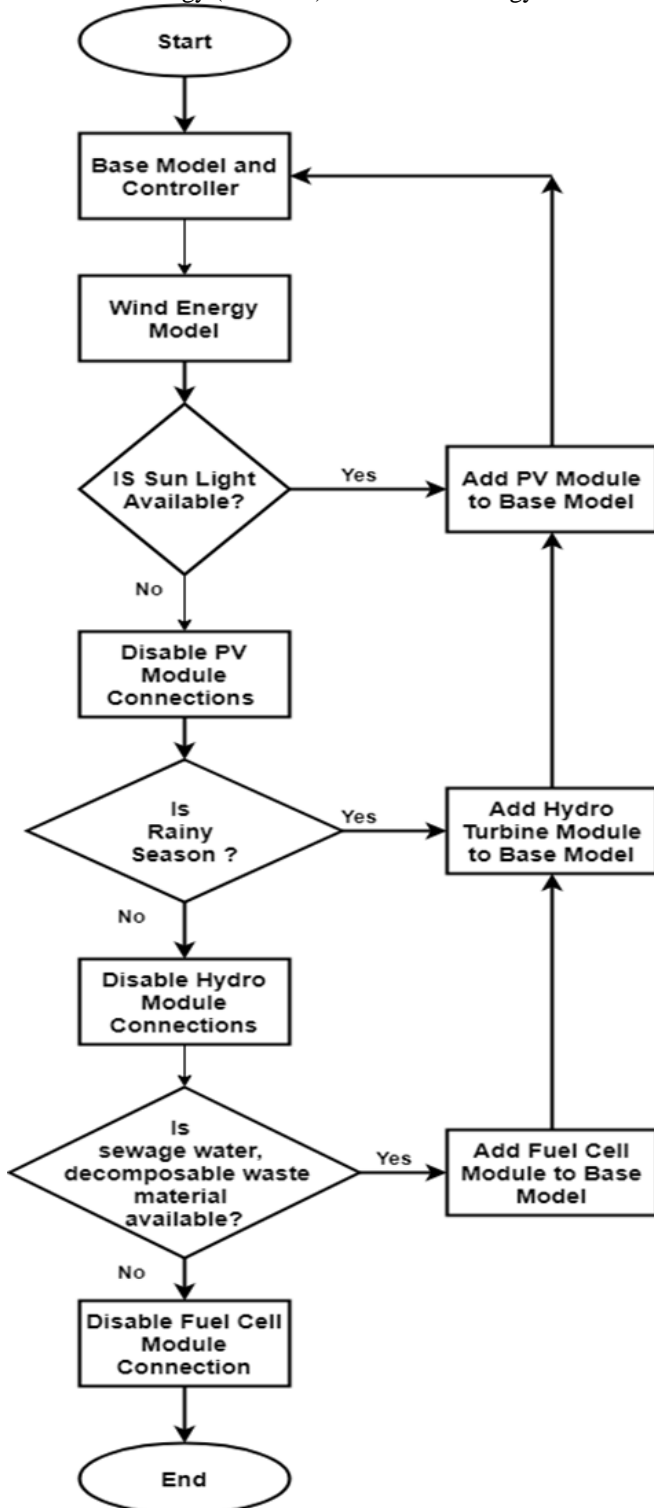 Start
Base Model and
Controller
Wind Energy
Model
IS Sun Light
Available?
Yes
Add PV Module
to Base Model
No
Disable PV
Module
Connections
Is
Rainy
Season ?
Yes
Add Hydro
Turbine Module
to Base Model
No
Disable Hydro
Module
Connections
Is
sewage water,
decomposable waste
material
available?
Yes
Add Fuel Cell
Module to Base
Model
No
Disable Fuel Cell
Module
Connection
End